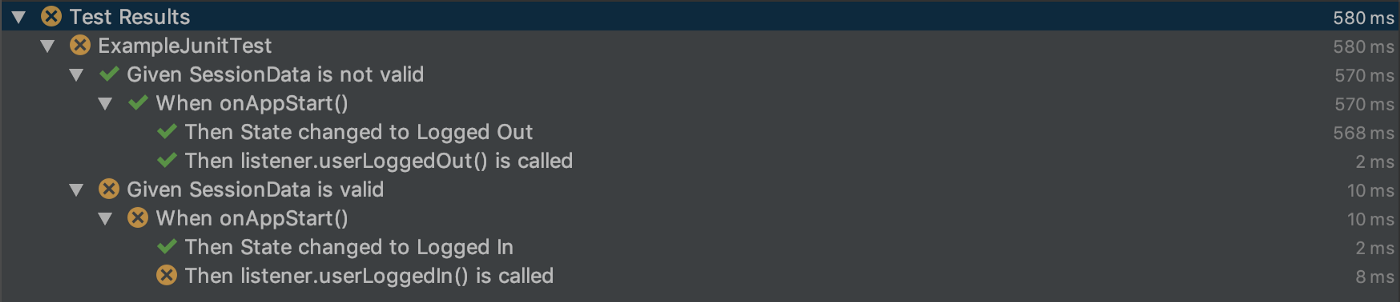 Test Results 580 ms
ExampleJunitTest 580 ms
Given SessionData is not valid 570 ms
When onAppStart() 570 ms
Then State changed to Logged Out 568 ms
Then listener.userLoggedOut() is called 2 ms
Given SessionData is valid 10 ms
When onAppStart() 10 ms
Then State changed to Logged In 2 ms
Then listener.userLoggedIn() is called 8 ms